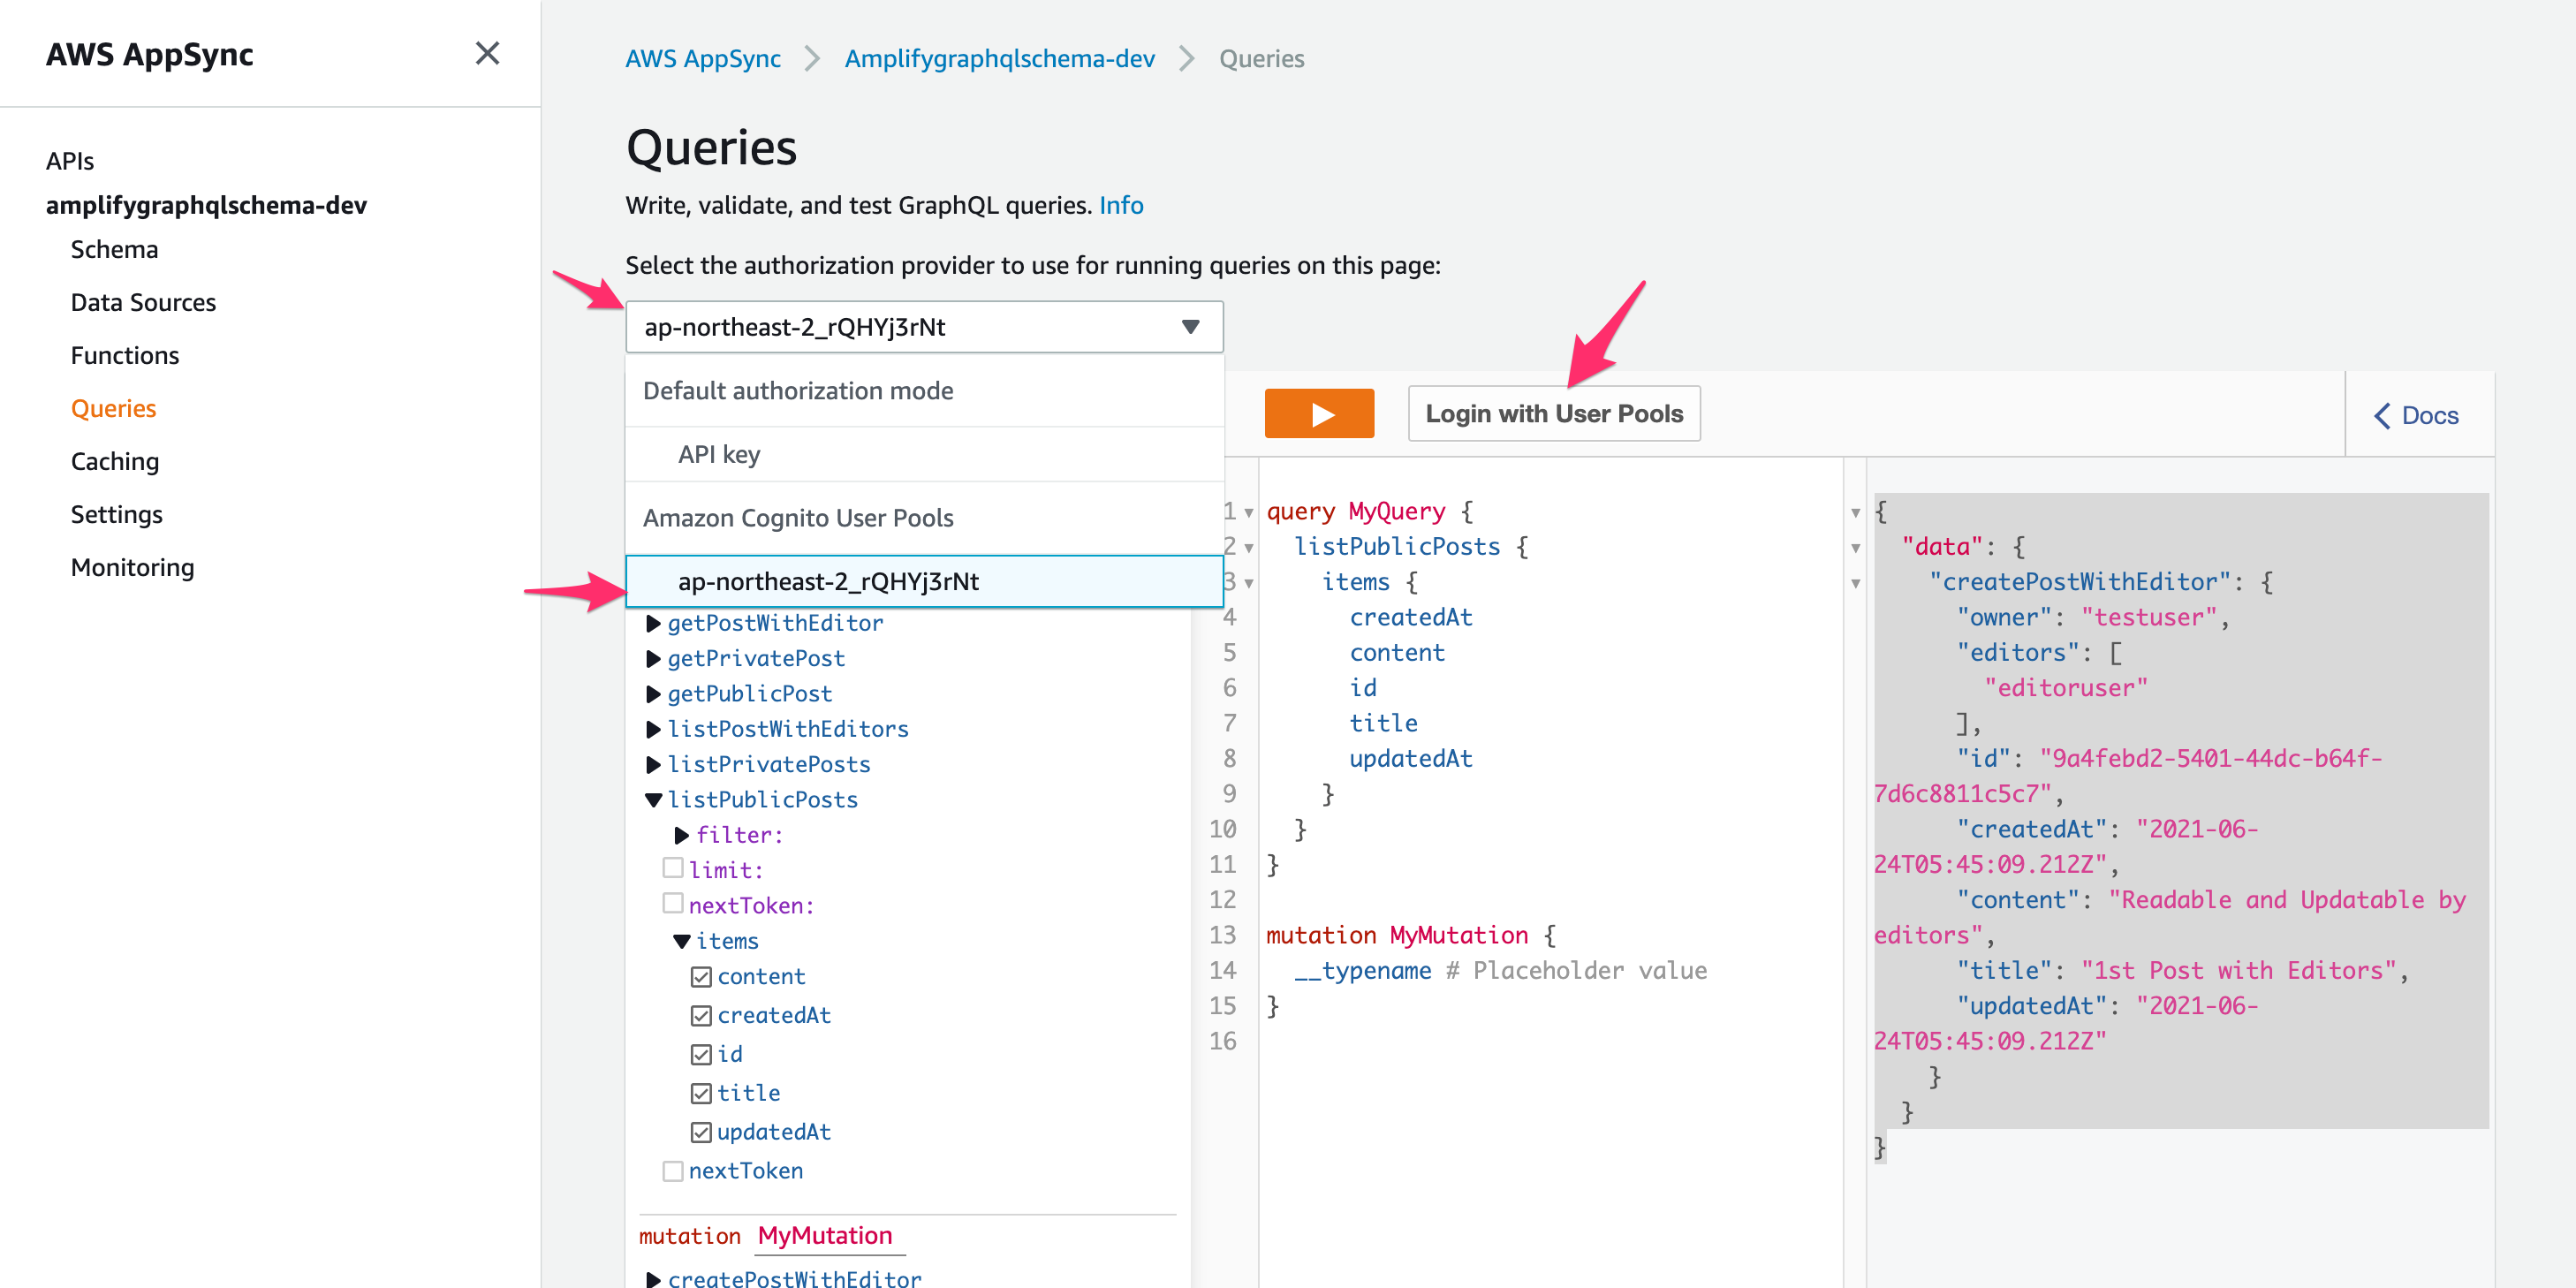 AWS AppSync
APIs
amplifygraphqlschema-dev
Schema
Data Sources
Functions
Queries
Caching
Settings
Monitoring
AWS AppSync
Amplifygraphqlschema-dev
Queries
Queries
Write, validate, and test GraphQL queries. Info
Select the authorization provider to use for running queries on this page:
ap-northeast-2_rQHYj3rNt
Default authorization mode
API key
Amazon Cognito User Pools
ap-northeast-2_rQHYj3rNt
getPostWithEditor
getPrivatePost
getPublicPost
listPostWithEditors
listPrivatePosts
listPublicPosts
filter:
limit:
nextToken:
items
content
createdAt
id
title
updatedAt
nextToken
mutation MyMutation
createPostWithEditor
Login with User Pools
Docs
1 query MyQuery {
2 listPublicPosts {
3 items {
4 createdAt
5 content
6 id
7 title
8 updatedAt
9 }
10 }
11 }
12
13 mutation MyMutation {
14 __typename # Placeholder value
15 }
16
{
"data": {
"createPostWithEditor": {
"owner": "testuser",
"editors": [
"editoruser"
],
"id": "9a4febd2-5401-44dc-b64f-
7d6c8811c5c7",
"createdAt": "2021-06-
24T05:45:09.212Z",
"content": "Readable and Updatable by
editors",
"title": "1st Post with Editors",
"updatedAt": "2021-06-
24T05:45:09.212Z"
}
}
}